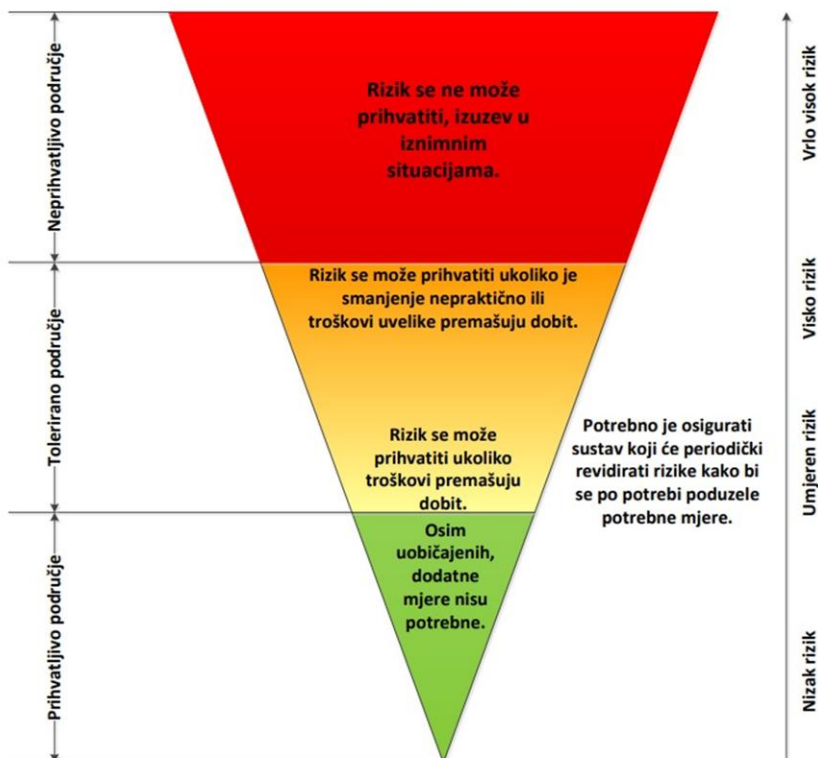 Neprihvatljivo područje
Tolerirano područje
Prihvatljivo područje
Rizik se ne može
prihvatiti, izuzev u
iznimnim
situacijama.
Rizik se može prihvatiti ukoliko je
smanjenje nepraktično ili
troškovi uvelike premašuju dobit.
Rizik se može
prihvatiti ukoliko
troškovi premašuju
dobit.
Osim
uobičajenih,
dodatne
mjere nisu
potrebne.
Potrebno je osigurati
sustav koji će periodički
revidirati rizike kako bi
se po potrebi poduzele
potrebne mjere.
Vrlo visok rizik
Visko rizik
Umjeren rizik
Nizak rizik